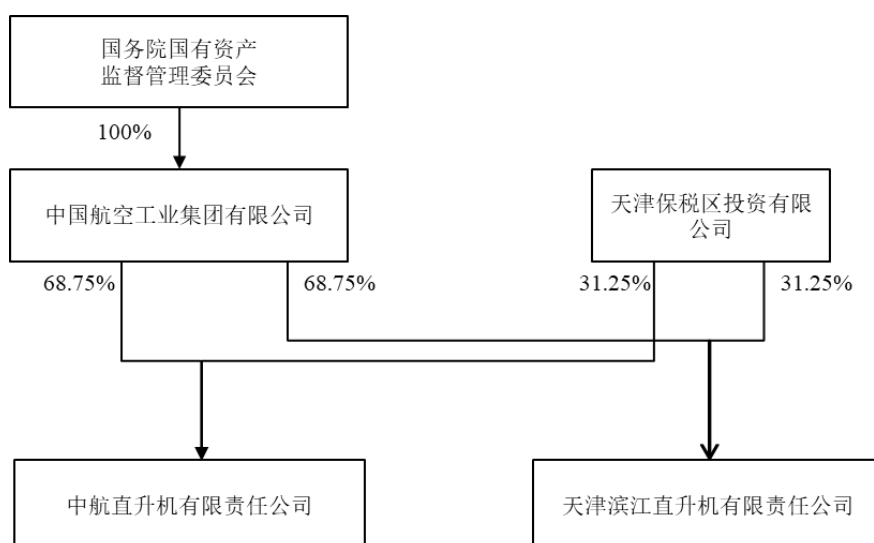 国务院国有资产
监督管理委员会
100%
中国航空工业集团有限公司
天津保税区投资有限
公司
68.75%
68.75%
31.25%
31.25%
中航直升机有限责任公司
天津滨江直升机有限责任公司